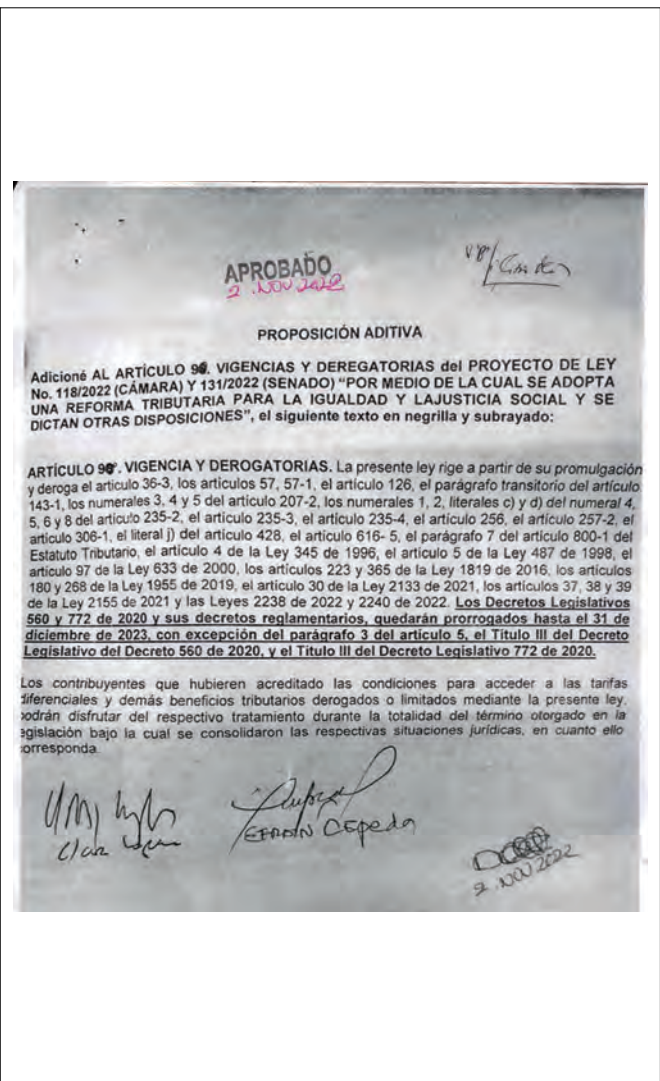 APROBADO
2 . NOV 2022
PROPOSICIÓN ADITIVA
Adicioné AL ARTÍCULO 96. VIGENCIAS Y DEREGATORIAS del PROYECTO DE LEY
No. 118/2022 (CÁMARA) Y 131/2022 (SENADO) “POR MEDIO DE LA CUAL SE ADOPTA
UNA REFORMA TRIBUTARIA PARA LA IGUALDAD Y LAJUSTICIA SOCIAL Y SE
DICTAN OTRAS DISPOSICIONES”, el siguiente texto en negrilla y subrayado:
ARTÍCULO 96. VIGENCIA Y DEROGATORIAS. La presente ley rige a partir de su promulgación
y deroga el artículo 36-3, los artículos 57, 57-1, el artículo 126, el parágrafo transitorio del artículo
143-1, los numerales 3, 4 y 5 del artículo 207-2, los numerales 1, 2, literales c) y d) del numeral 4,
5, 6 y 8 del artículo 235-2, el artículo 235-3, el artículo 235-4, el artículo 256, el artículo 257-2, el
artículo 306-1, el literal j) del artículo 428, el artículo 616- 5, el parágrafo 7 del artículo 800-1 del
Estatuto Tributario, el artículo 4 de la Ley 345 de 1996, el artículo 5 de la Ley 487 de 1998, el
artículo 97 de la Ley 633 de 2000, los artículos 223 y 365 de la Ley 1819 de 2016, los artículos
180 y 268 de la Ley 1955 de 2019, el artículo 30 de la Ley 2133 de 2021, los artículos 37, 38 y 39
de la Ley 2155 de 2021 y las Leyes 2238 de 2022 y 2240 de 2022. Los Decretos Legislativos
560 y 772 de 2020 y sus decretos reglamentarios, quedarán prorrogados hasta el 31 de
diciembre de 2023, con excepción del parágrafo 3 del artículo 5, el Titulo III del Decreto
Legislativo del Decreto 560 de 2020, y el Titulo III del Decreto Legislativo 772 de 2020.
Los contribuyentes que hubieren acreditado las condiciones para acceder a las tarifas
diferenciales y demás beneficios tributarios derogados o limitados mediante la presente ley,
podrán disfrutar del respectivo tratamiento durante la totalidad del término otorgado en la
egislación bajo la cual se consolidaron las respectivas situaciones jurídicas, en cuanto ello
orresponda.
EFRAÍN CEPEDA
2 . NOV 2022